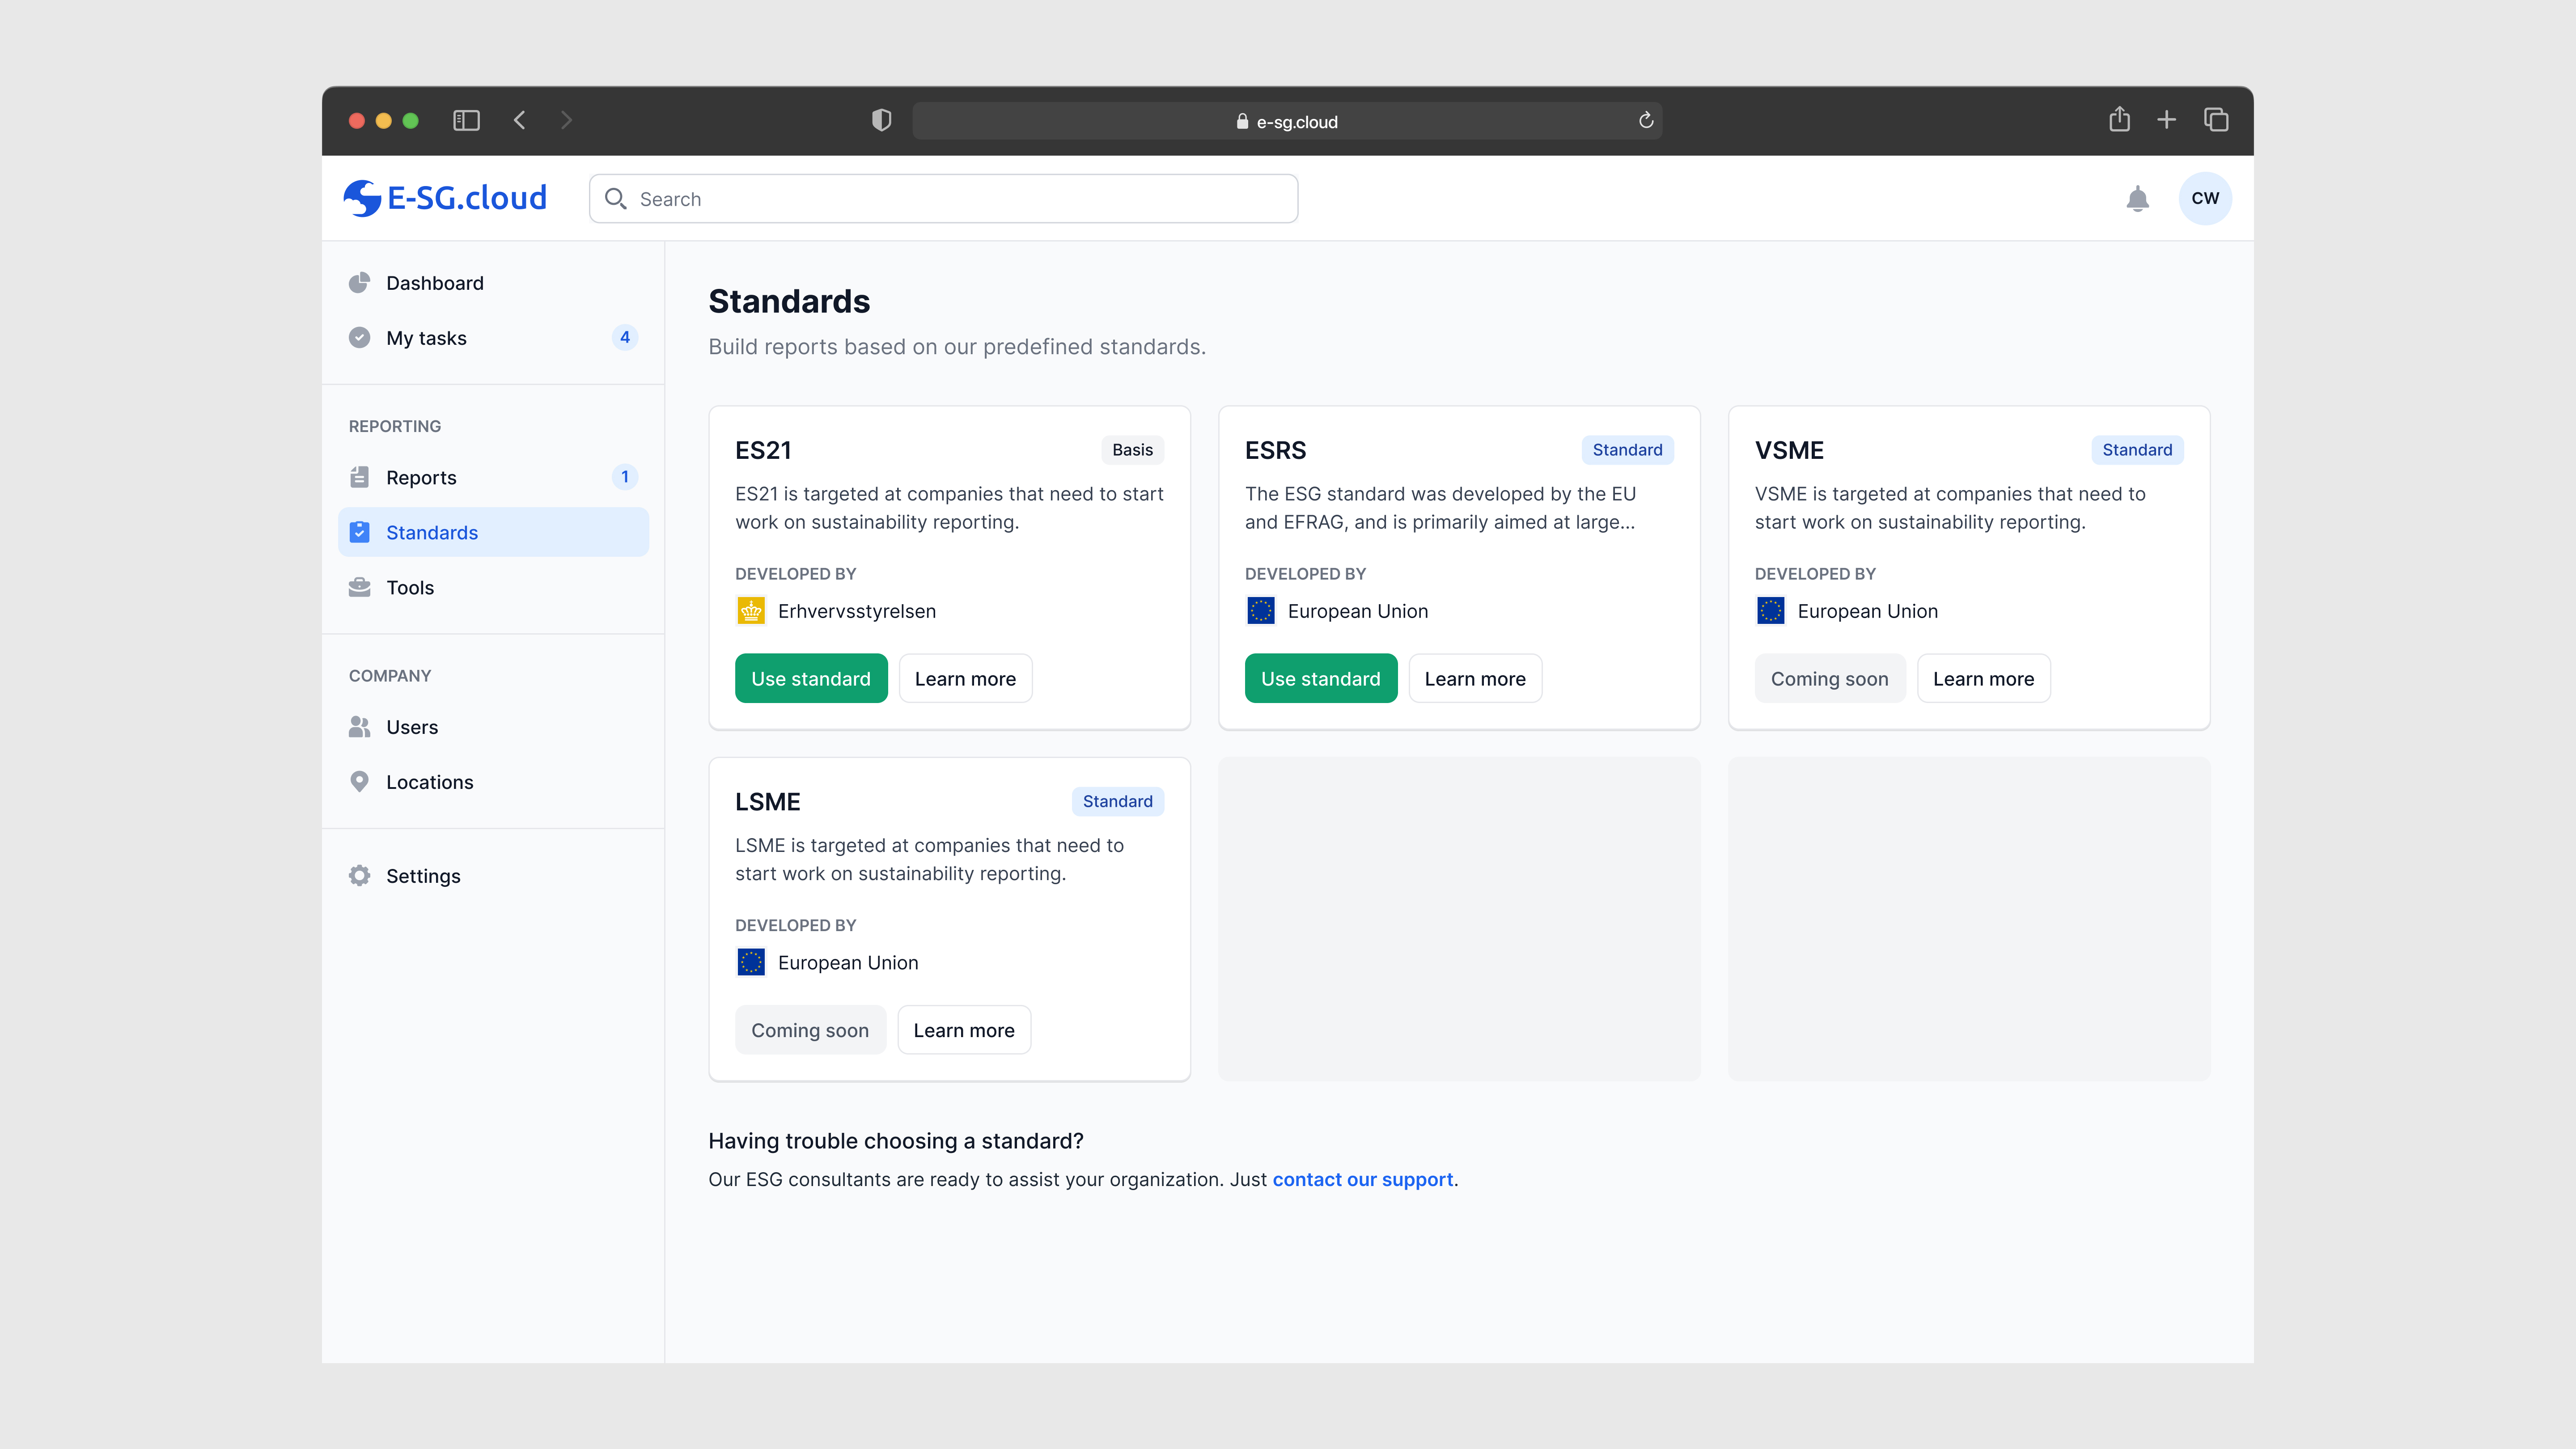 e-sg.cloud
E-SG.cloud
Search
CW
Dashboard
My tasks
4
REPORTING
Reports
1
Standards
Tools
COMPANY
Users
Locations
Settings
Standards
Build reports based on our predefined standards.
ES21
Basis
ES21 is targeted at companies that need to start
work on sustainability reporting.
DEVELOPED BY
Erhvervsstyrelsen
Use standard
Learn more
ESRS
Standard
The ESG standard was developed by the EU
and EFRAG, and is primarily aimed at large...
DEVELOPED BY
European Union
Use standard
Learn more
VSME
Standard
VSME is targeted at companies that need to
start work on sustainability reporting.
DEVELOPED BY
European Union
Coming soon
Learn more
LSME
Standard
LSME is targeted at companies that need to
start work on sustainability reporting.
DEVELOPED BY
European Union
Coming soon
Learn more
Having trouble choosing a standard?
Our ESG consultants are ready to assist your organization. Just contact our support.